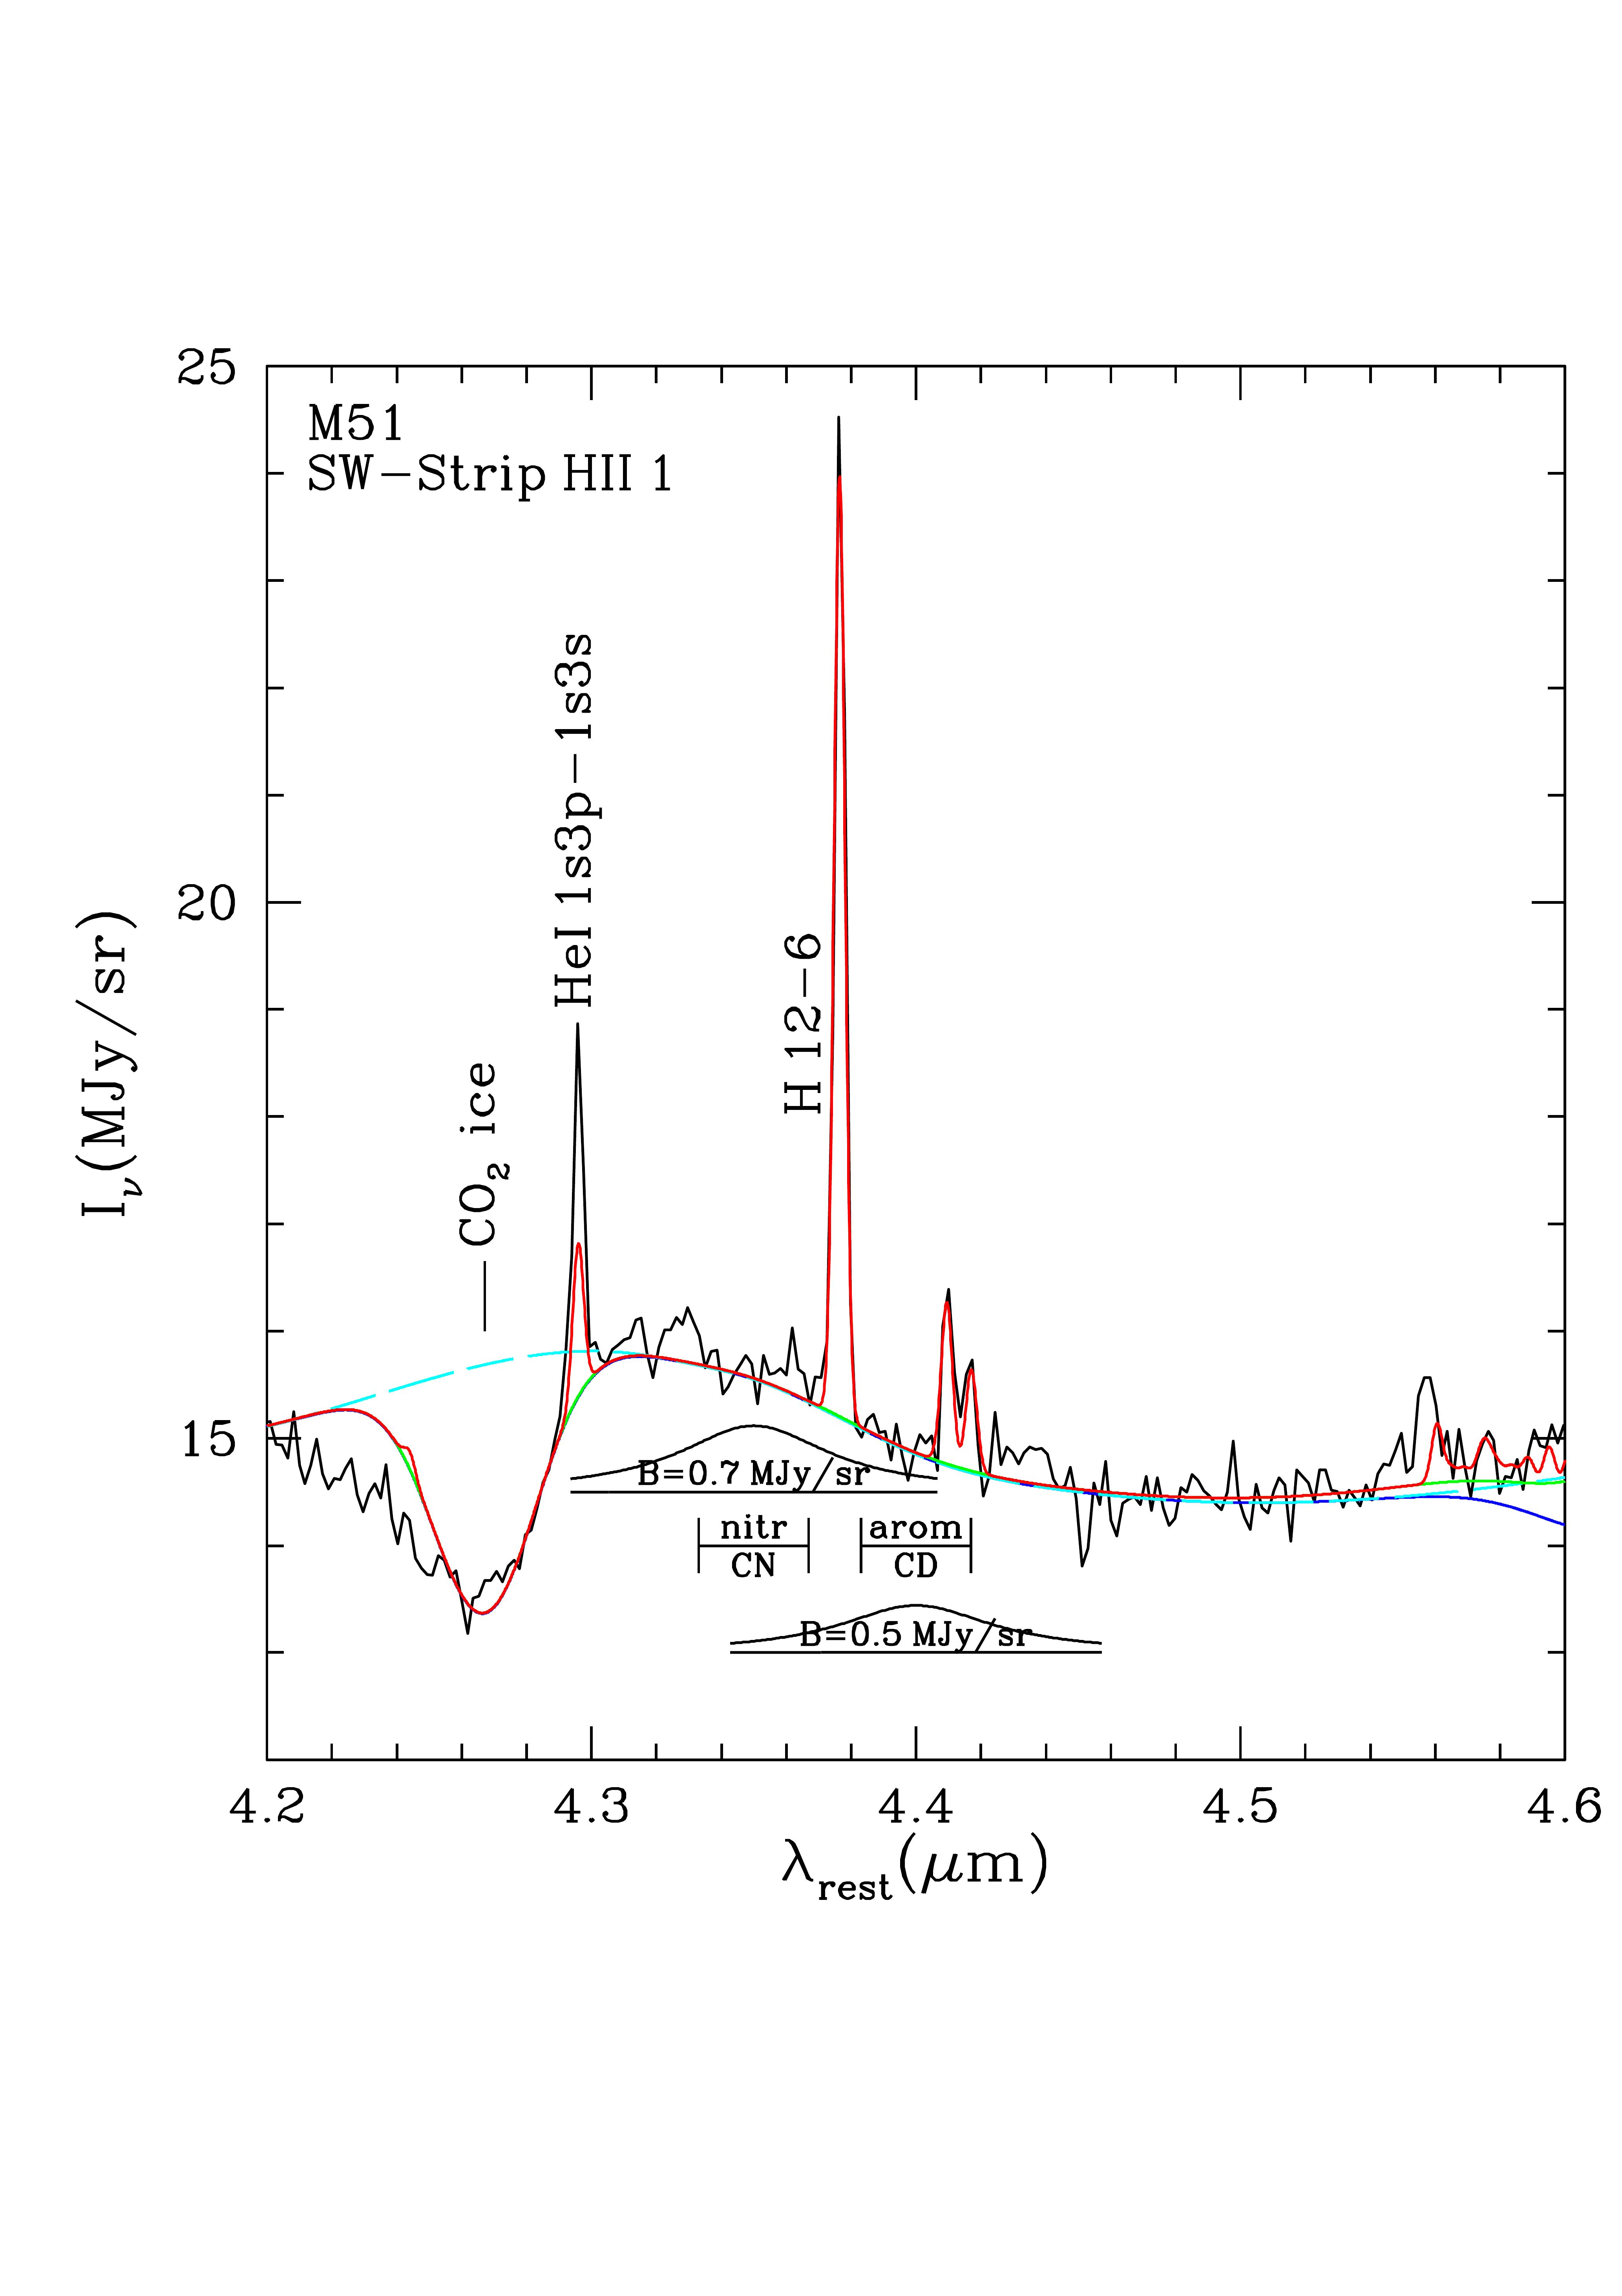 25
M51
SW-Strip HII 1
20
15
Iν(MJy/sr)
CO2 ice
HeI 1s3p-1s3s
H 12-6
B=0.7 MJy/sr
nitr
CN
arom
CD
B=0.5 MJy/sr
4.2 4.3 4.4 4.5 4.6
λrest(μm)